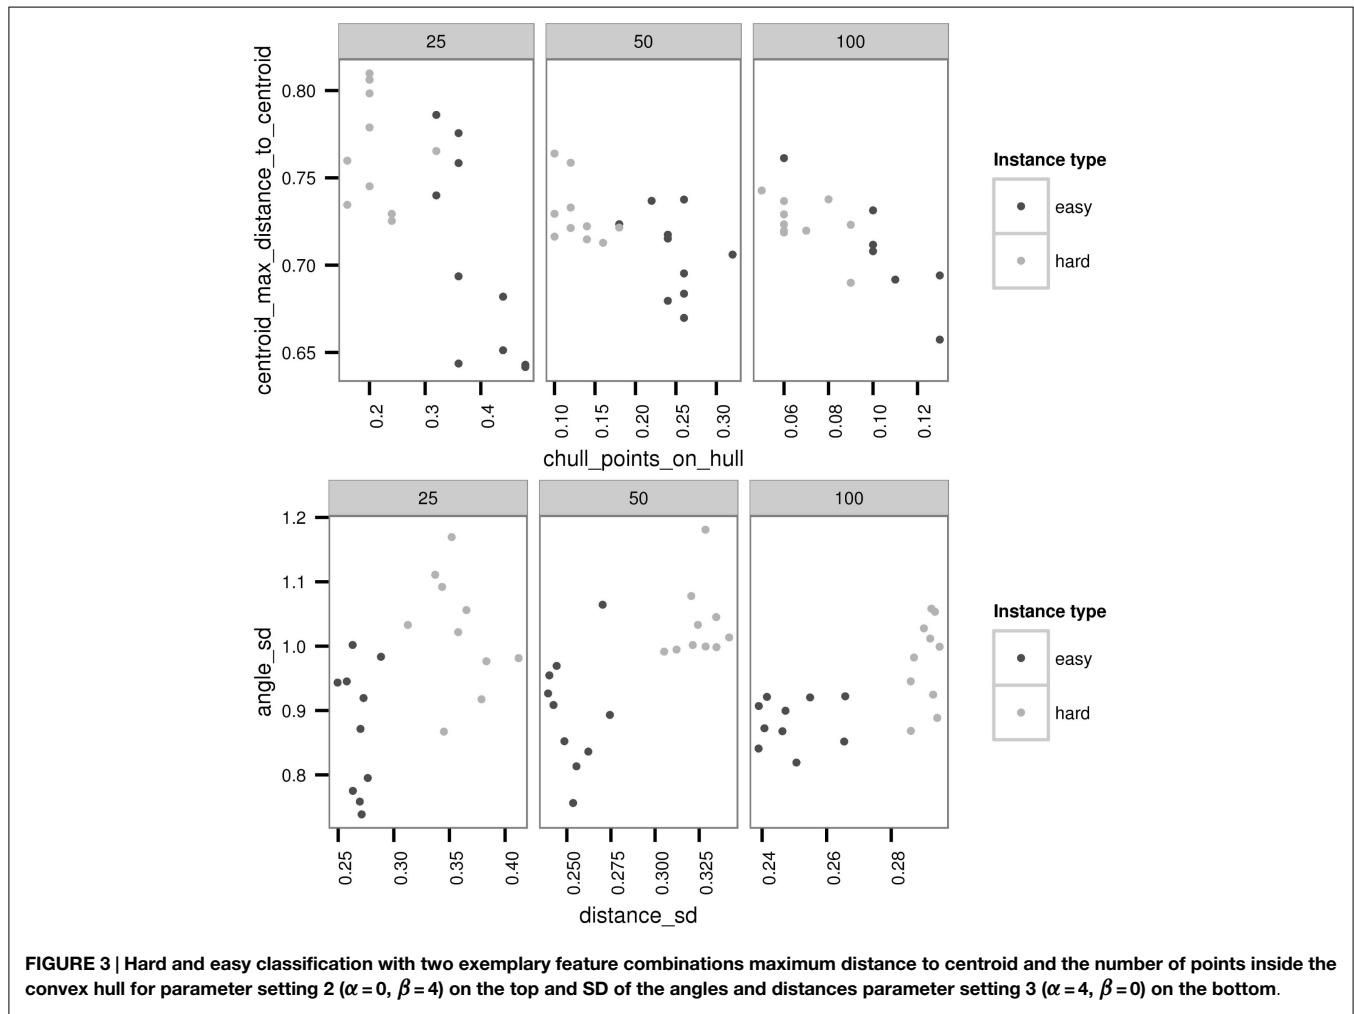 25 50 100
centroid_max_distance_to_centroid
0.80
0.75
0.70
0.65
0.2 0.3 0.4 0.10 0.15 0.20 0.25 0.30 0.06 0.08 0.10 0.12
chull_points_on_hull
Instance type
easy
hard
25 50 100
angle_sd
1.2
1.1
1.0
0.9
0.8
0.25 0.30 0.35 0.40 0.250 0.275 0.300 0.325 0.24 0.26 0.28
distance_sd
Instance type
easy
hard
FIGURE 3 | Hard and easy classification with two exemplary feature combinations maximum distance to centroid and the number of points inside the
convex hull for parameter setting 2 (α = 0, β = 4) on the top and SD of the angles and distances parameter setting 3 (α = 4, β = 0) on the bottom.